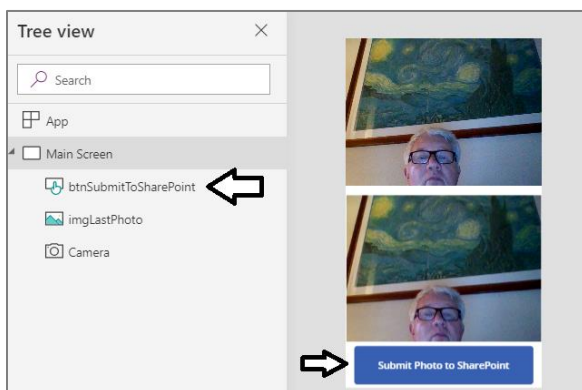 Tree view
Search
App
Main Screen
btnSubmitToSharePoint
imgLastPhoto
Camera
Submit Photo to SharePoint